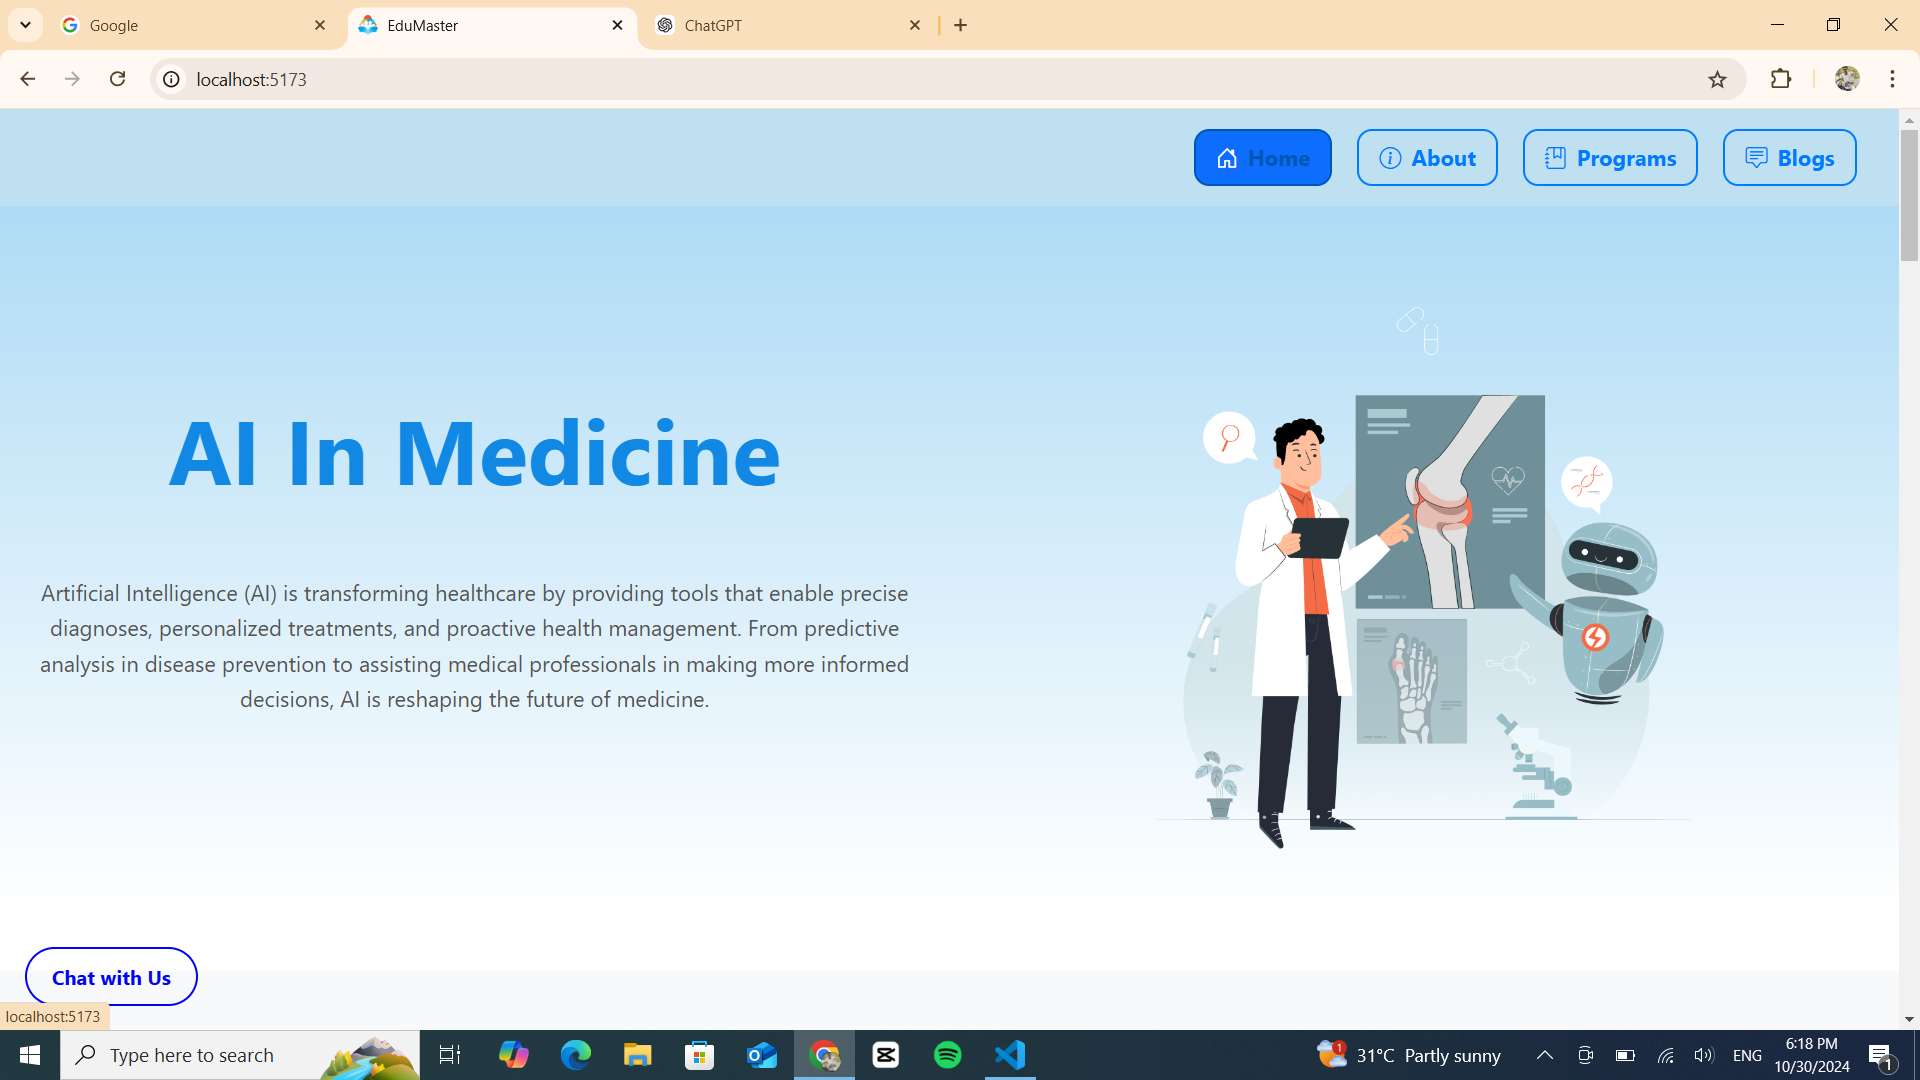 Google
EduMaster
ChatGPT
localhost:5173
Home
About
Programs
Blogs
AI In Medicine
Artificial Intelligence (AI) is transforming healthcare by providing tools that enable precise
diagnoses, personalized treatments, and proactive health management. From predictive
analysis in disease prevention to assisting medical professionals in making more informed
decisions, AI is reshaping the future of medicine.
Chat with Us
localhost:5173
Type here to search
1
31°C Partly sunny
ENG
6:18 PM
10/30/2024
1